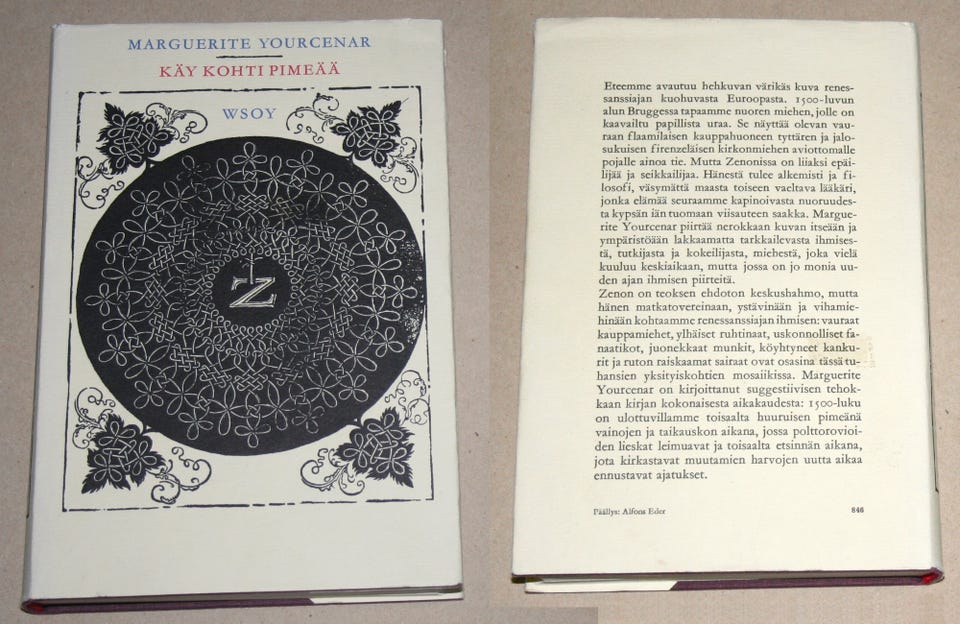 MARGUERITE YOURCENAR
KÄY KOHTI PIMEÄÄ
WSOY
Z
Eteemme avautuu hehkuvan värikäs kuva renes-
sanssiajan kuohuvasta Euroopasta. 1500-luvun
alun Bruggessa tapaamme nuoren miehen, jolle on
kaavailtu papillista uraa. Se näyttää olevan vau-
raan flaamilaisen kauppahuoneen tyttären ja jalo-
sukuisen firenzeläisen kirkonmiehen aviottomalle
pojalle ainoa tie. Mutta Zenonissa on liiaksi epäi-
lijää ja seikkailijaa. Hänestä tulee alkemisti ja fi-
losofi, väsymättä maasta toiseen vaeltava lääkäri,
jonka elämää seuraamme kapinoivasta nuoruudes-
ta kypsän iän tuomaan viisauteen saakka. Margue-
rite Yourcenar piirtää nerokkaan kuvan itseään ja
ympäristöään lakkaamatta tarkkailevasta ihmises-
tä, tutkijasta ja kokeilijasta, miehestä, joka vielä
kuuluu keskiaikaan, mutta jossa on jo monia uu-
den ajan ihmisen piirteitä.
Zenon on teoksen ehdoton keskushahmo, mutta
hänen matkatovereinaan, ystävinään ja vihamie-
hinään kohtaamme renessanssiajan ihmisen: vauraat
kauppamiehet, ylhäiset ruhtinaat, uskonnolliset fa-
naatikot, juonekkaat munkit, köyhtyneet kanku-
rit ja ruton raiskaamat sairaat ovat osasina tässä tu-
hansien yksityiskohtien mosaiikissa. Marguerite
Yourcenar on kirjoittanut suggestiivisen tehok-
kaan kirjan kokonaisesta aikakaudesta: 1500-luku
on ulottuvillamme toisaalta huuruisen pimeänä
vainojen ja taikauskon aikana, jossa polttorovioi-
den lieskat leimuavat ja toisaalta etsinnän aikana,
jota kirkastavat muutamien harvojen uutta aikaa
ennustavat ajatukset.
Päällys: Alfons Eder
846